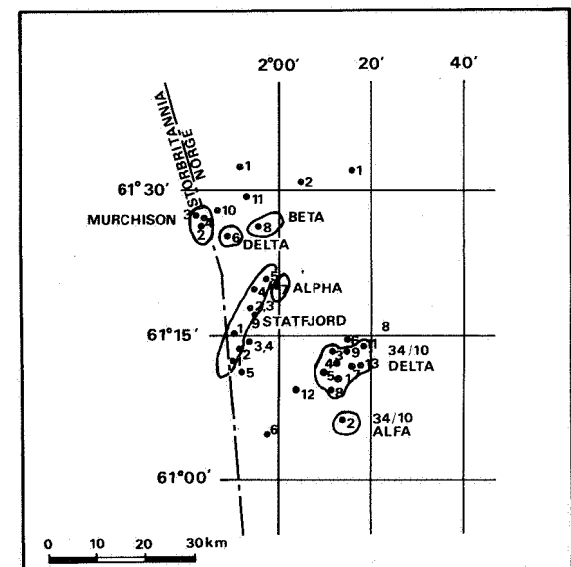 2°00′ 20′ 40′
STORBRITANNIA
NORGE
1 1
2
61°30′
11
3 10
4
MURCHISON
2
8 BETA
6
DELTA
5
4 7 ALPHA
2,3
9 STATFJORD
1
8
61°15′
3,4
2
5
6
11
3 9
34/10
DELTA
4
7 13
5 1
12
8
34/10
ALFA
2
6
61°00′
0 10 20 30km